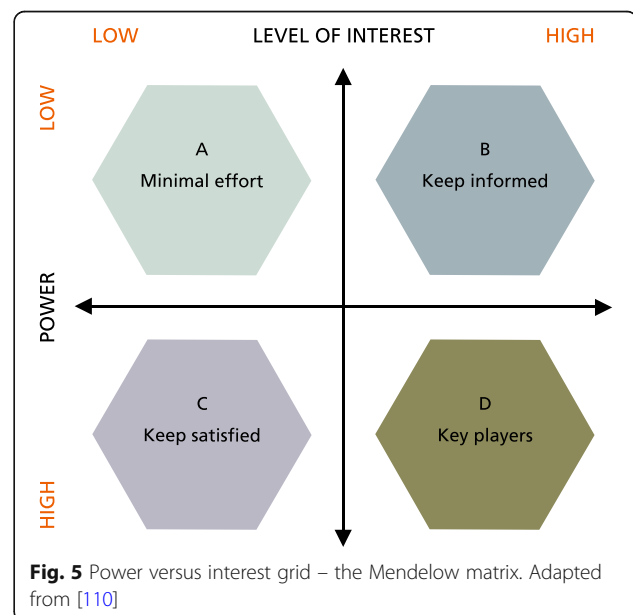 LOW LEVEL OF INTEREST HIGH
LOW
A
Minimal effort
B
Keep informed
POWER
C
Keep satisfied
D
Key players
HIGH
Fig. 5 Power versus interest grid – the Mendelow matrix. Adapted
from [110]